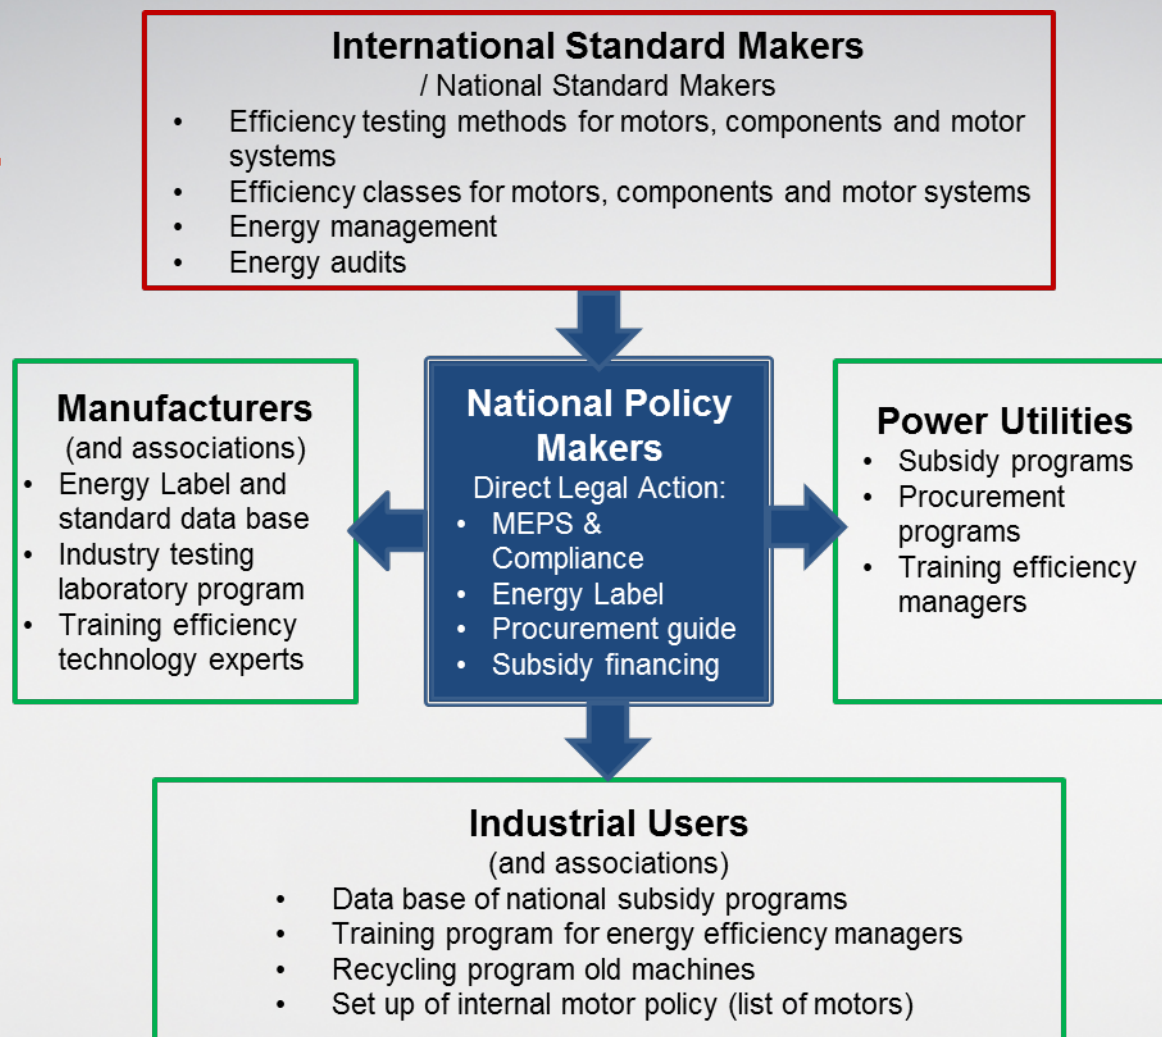 International Standard Makers
/ National Standard Makers
• Efficiency testing methods for motors, components and motor
systems
• Efficiency classes for motors, components and motor systems
• Energy management
• Energy audits
Manufacturers
(and associations)
• Energy Label and
standard data base
• Industry testing
laboratory program
• Training efficiency
technology experts
National Policy
Makers
Direct Legal Action:
• MEPS &
Compliance
• Energy Label
• Procurement guide
• Subsidy financing
Power Utilities
• Subsidy programs
• Procurement
programs
• Training efficiency
managers
Industrial Users
(and associations)
• Data base of national subsidy programs
• Training program for energy efficiency managers
• Recycling program old machines
• Set up of internal motor policy (list of motors)